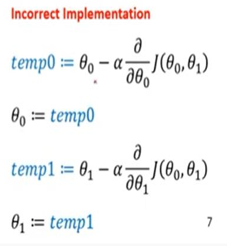 Incorrect Implementation
temp0 := θ₀ − α ∂/∂θ₀ J(θ₀, θ₁)
θ₀ := temp0
temp1 := θ₁ − α ∂/∂θ₁ J(θ₀, θ₁)
θ₁ := temp1
7